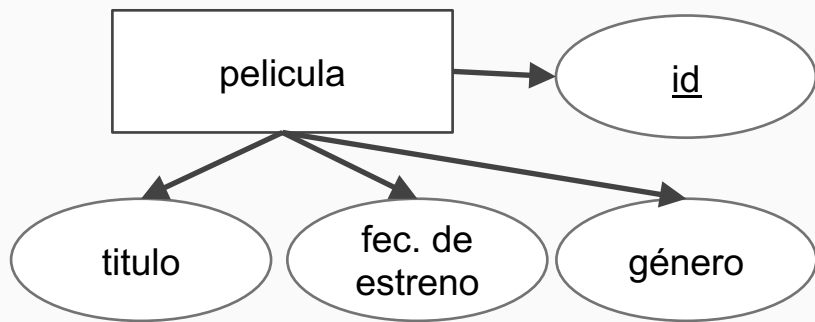 pelicula
id
titulo
fec. de
estreno
género